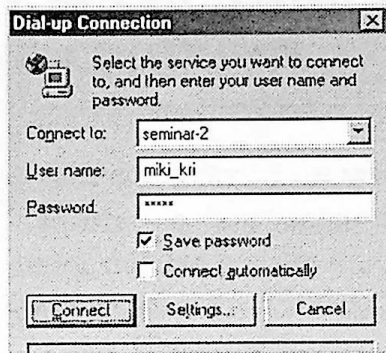 Dial-up Connection
Select the service you want to connect
to, and then enter your user name and
password.
Connect to: seminar-2
User name: miki_kri
Password: *****
Save password
Connect automatically
Connect Settings... Cancel